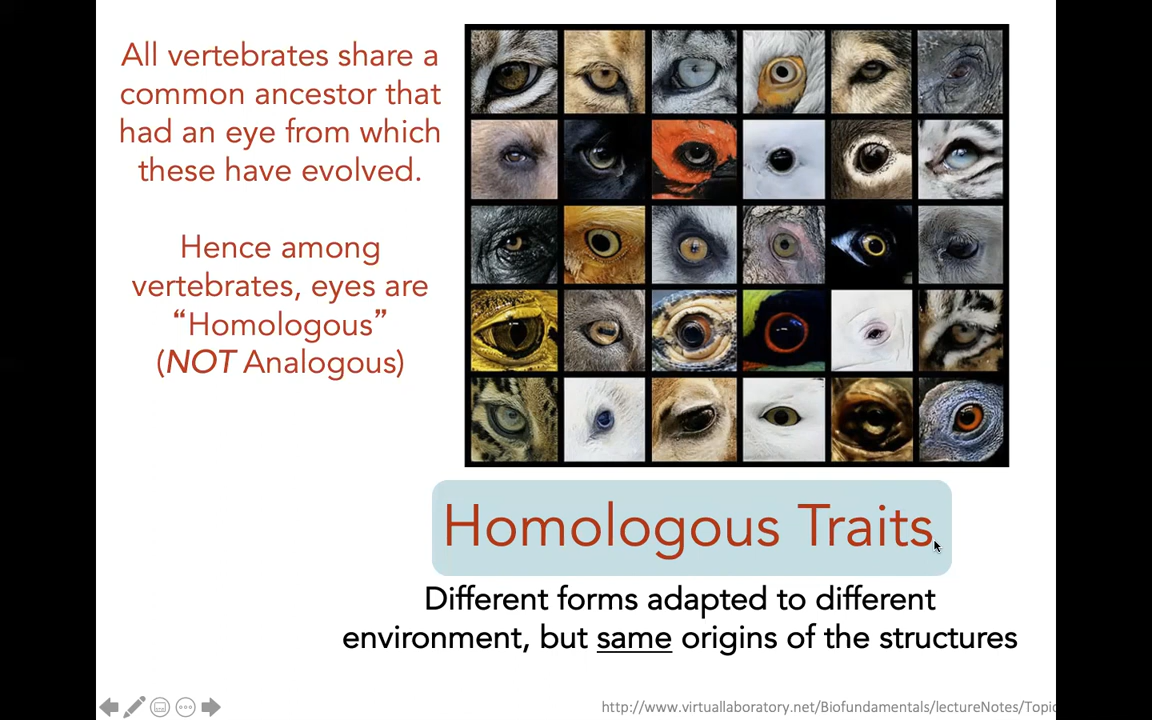 All vertebrates share a
common ancestor that
had an eye from which
these have evolved.
Hence among
vertebrates, eyes are
“Homologous”
(NOT Analogous)
Homologous Traits
Different forms adapted to different
environment, but same origins of the structures
http://www.virtuallaboratory.net/Biofundamentals/lectureNotes/Topic